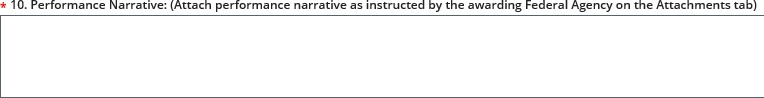 * 10. Performance Narrative: (Attach performance narrative as instructed by the awarding Federal Agency on the Attachments tab)